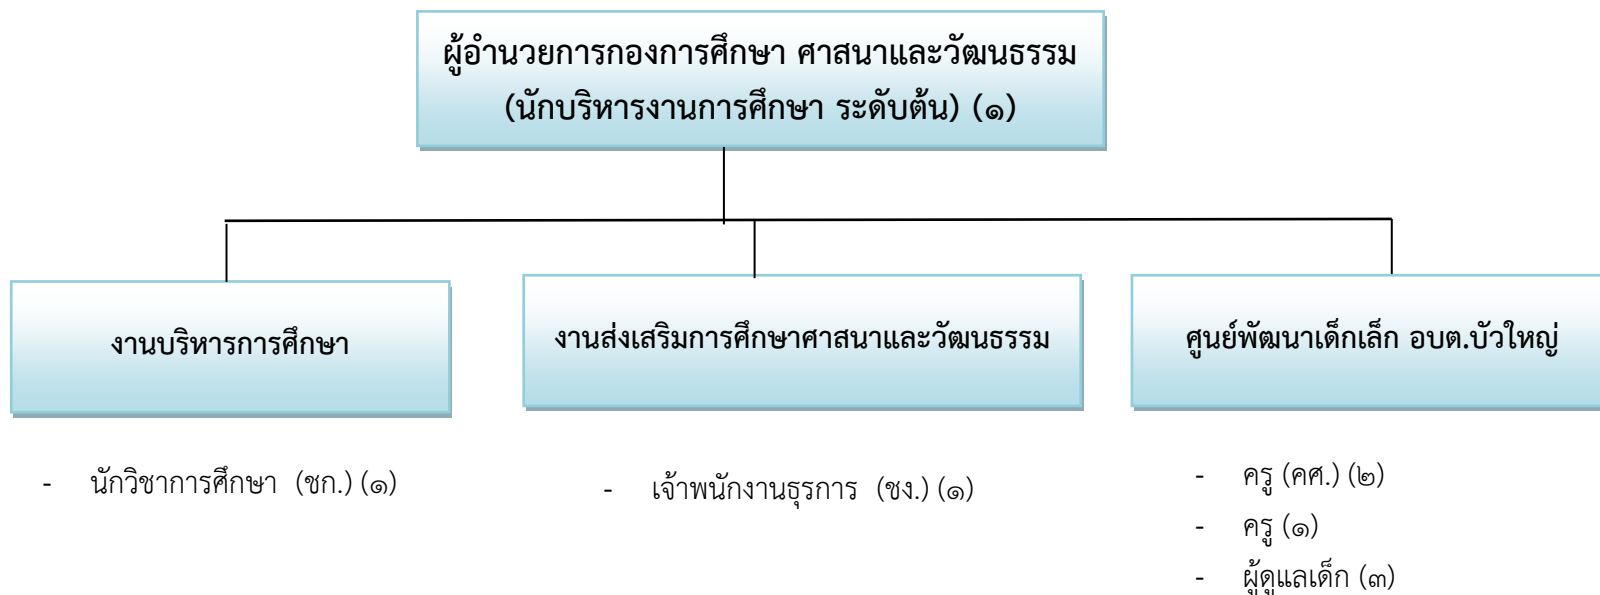 ผู้อำนวยการกองการศึกษา ศาสนาและวัฒนธรรม
(นักบริหารงานการศึกษา ระดับต้น) (๑)
งานบริหารการศึกษา
งานส่งเสริมการศึกษาศาสนาและวัฒนธรรม
ศูนย์พัฒนาเด็กเล็ก อบต.บัวใหญ่
- นักวิชาการศึกษา (ชก.) (๑)
- เจ้าพนักงานธุรการ (ชง.) (๑)
- ครู (คศ.) (๒)
- ครู (๑)
- ผู้ดูแลเด็ก (๓)